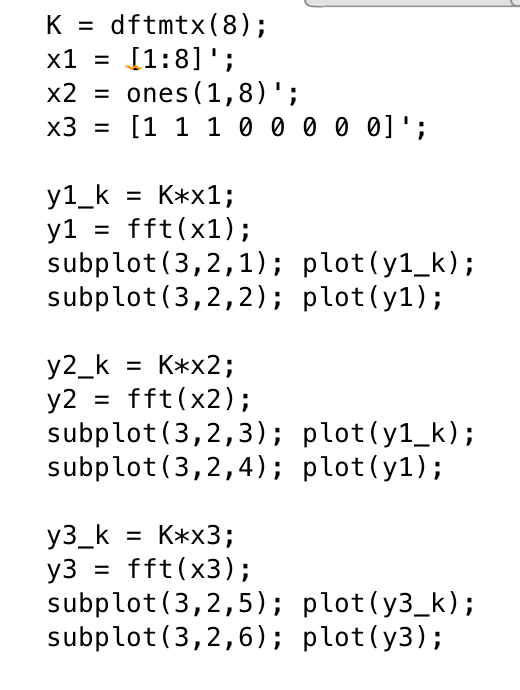 K = dftmtx(8);
x1 = [1:8]';
x2 = ones(1,8)';
x3 = [1 1 1 0 0 0 0 0]';
y1_k = K*x1;
y1 = fft(x1);
subplot(3,2,1); plot(y1_k);
subplot(3,2,2); plot(y1);
y2_k = K*x2;
y2 = fft(x2);
subplot(3,2,3); plot(y1_k);
subplot(3,2,4); plot(y1);
y3_k = K*x3;
y3 = fft(x3);
subplot(3,2,5); plot(y3_k);
subplot(3,2,6); plot(y3);